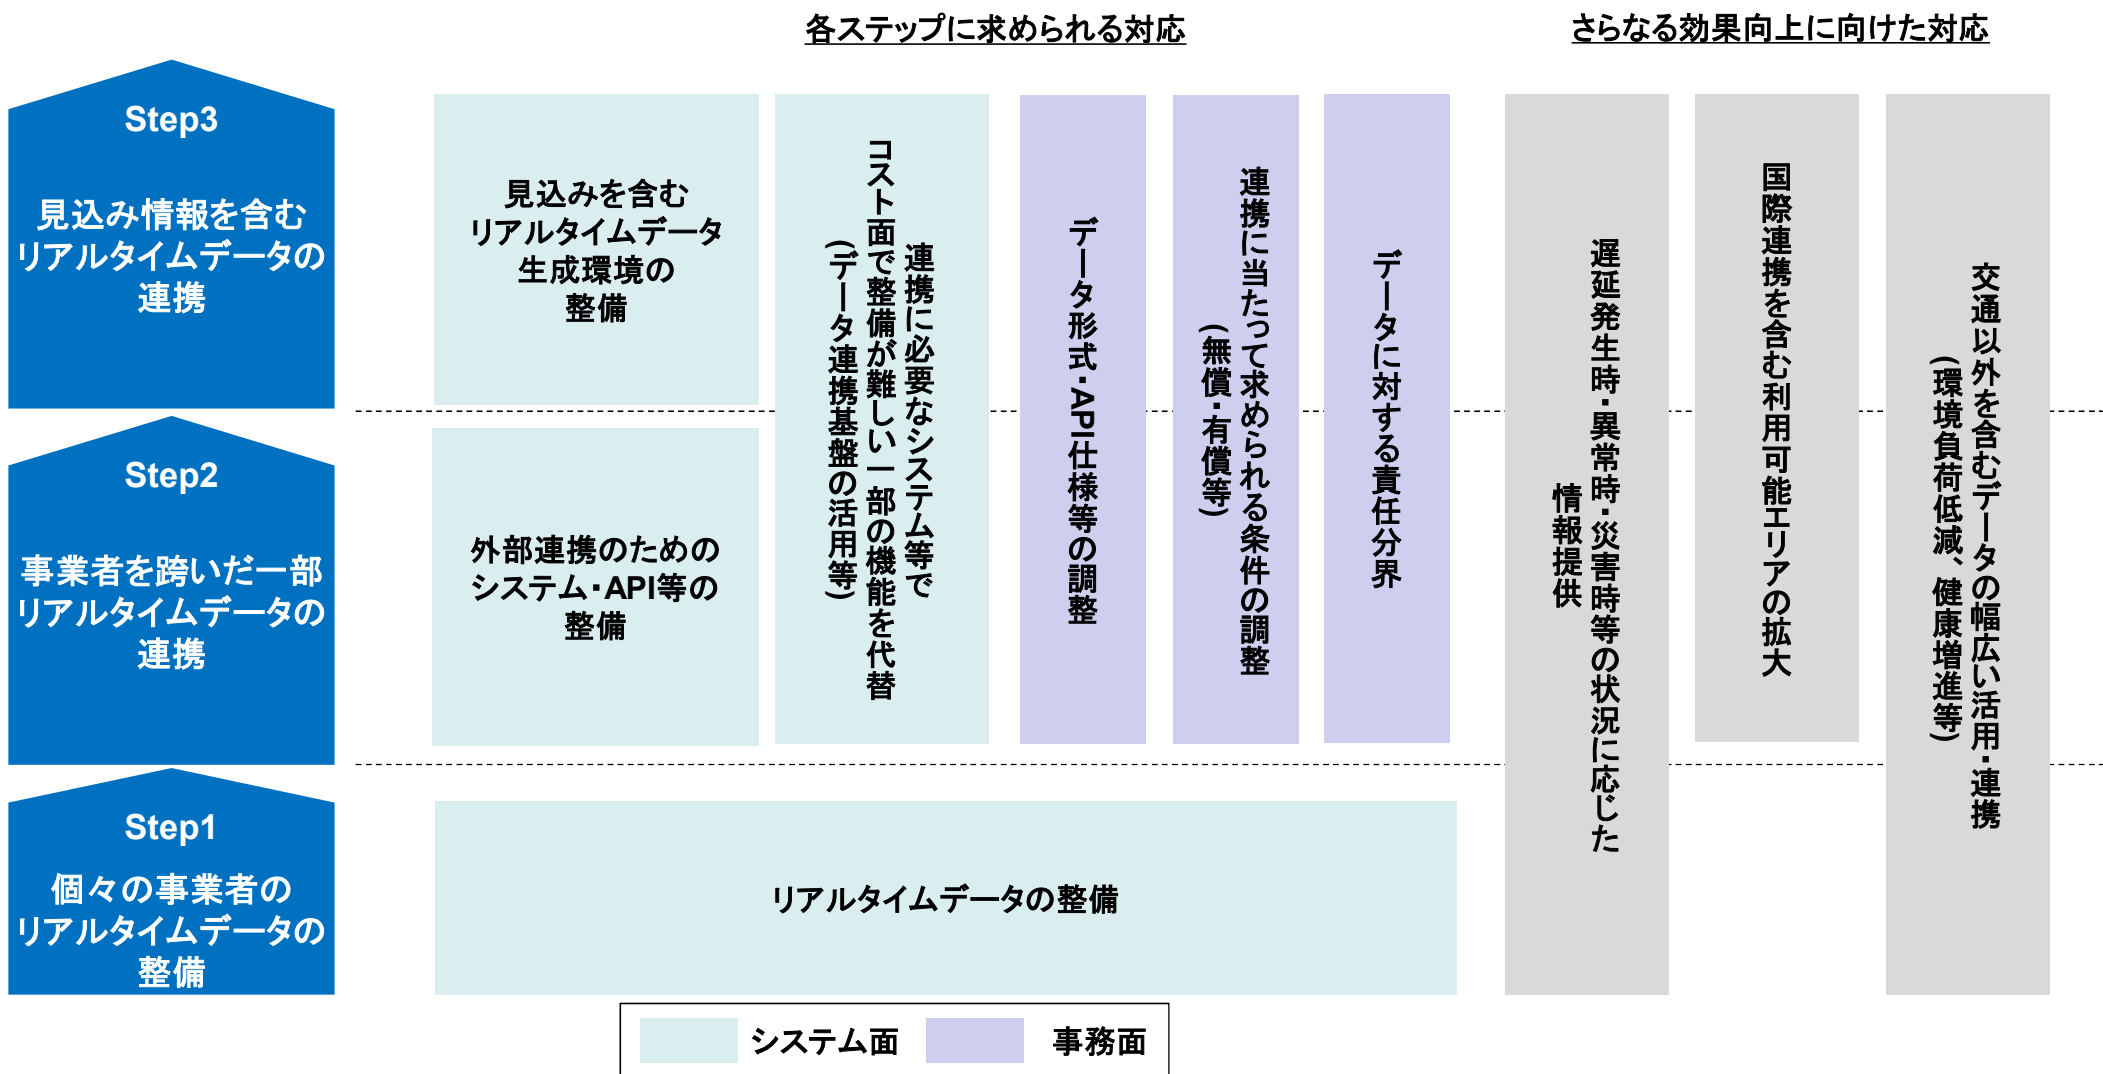 各ステップに求められる対応
さらなる効果向上に向けた対応
Step3
見込み情報を含む
リアルタイムデータの
連携
見込みを含む
リアルタイムデータ
生成環境の
整備
連携に必要なシステム等で
コスト面で整備が難しい一部の機能を代替
(データ連携基盤の活用等)
データ形式・API仕様等の調整
連携に当たって求められる条件の調整
(無償・有償等)
データに対する責任分界
遅延発生時・異常時・災害時等の状況に応じた
情報提供
国際連携を含む利用可能エリアの拡大
交通以外を含むデータの幅広い活用・連携
(環境負荷低減、健康増進等)
Step2
事業者を跨いだ一部
リアルタイムデータの
連携
外部連携のための
システム・API等の
整備
Step1
個々の事業者の
リアルタイムデータの
整備
リアルタイムデータの整備
システム面
事務面